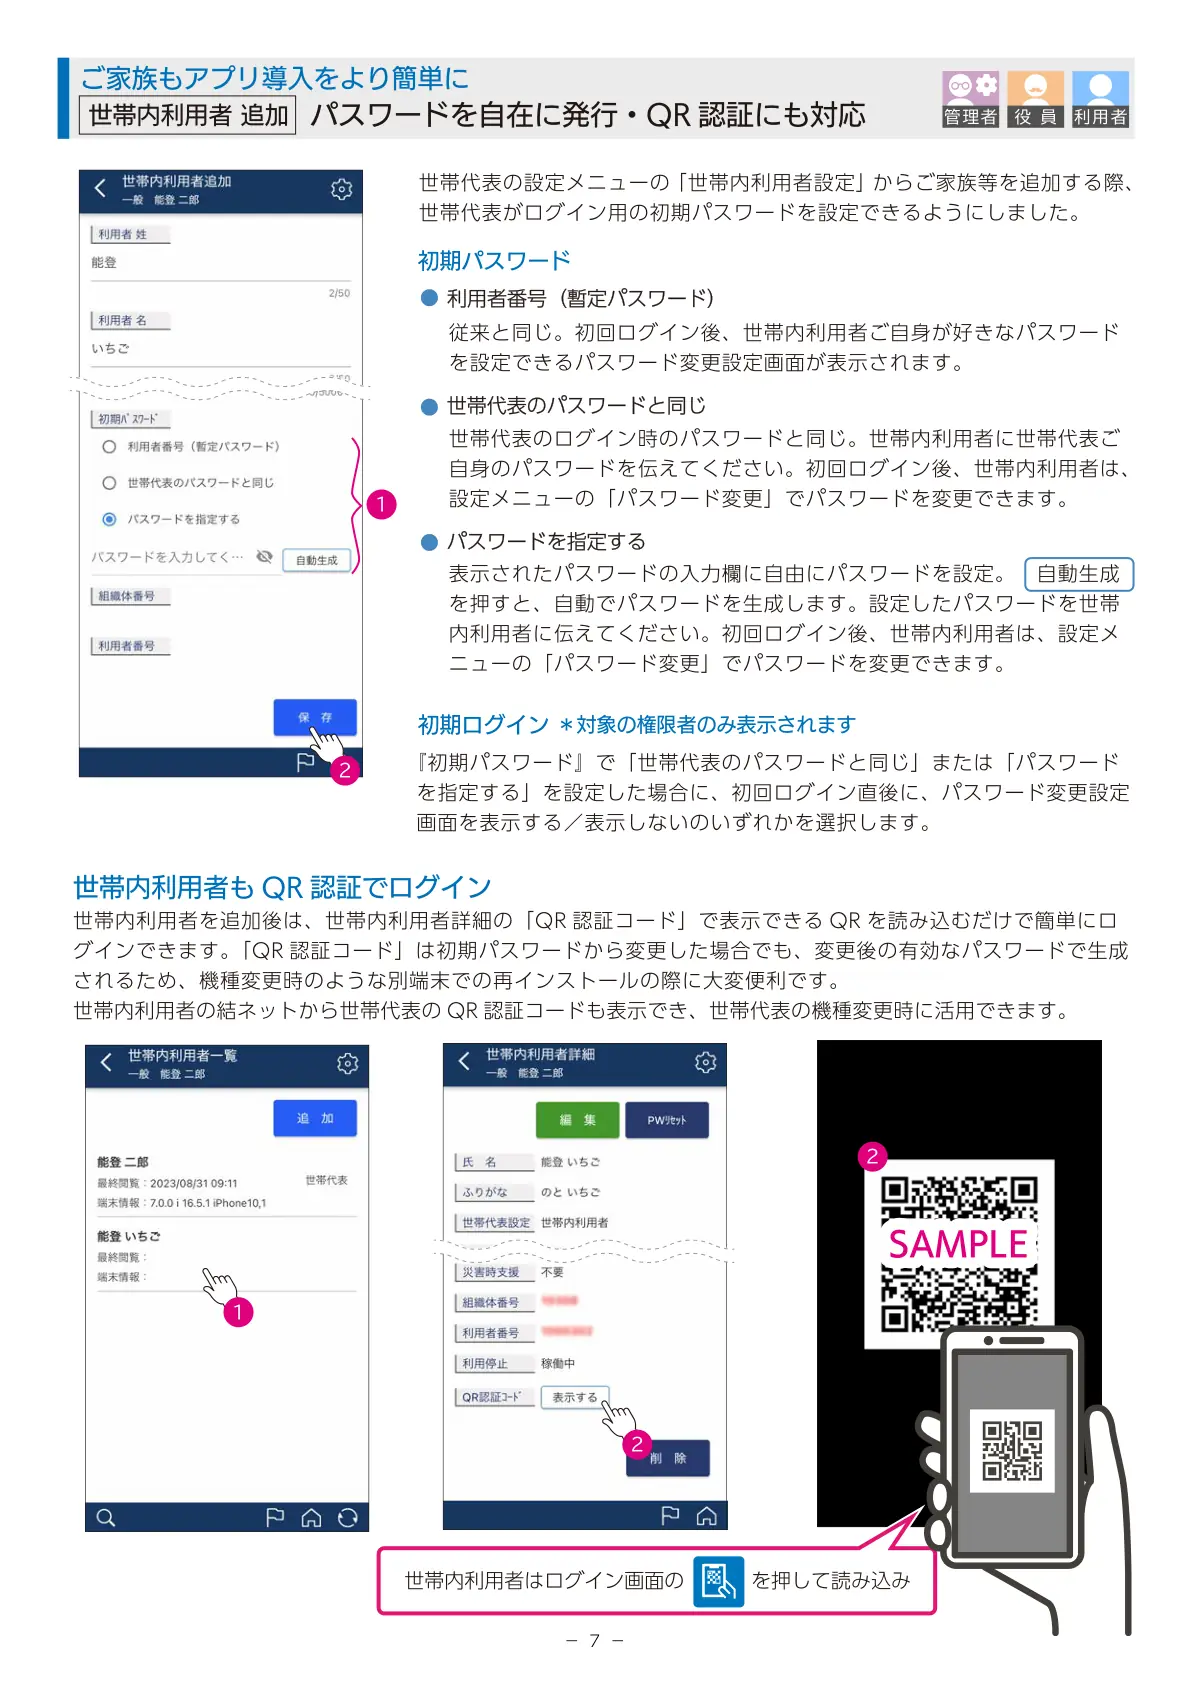 ご家族もアプリ導入をより簡単に
世帯内利用者 追加 パスワードを自在に発行・QR 認証にも対応
管理者 役 員 利用者
世帯内利用者追加
一般 能登 二郎
利用者 姓
能登
2/50
利用者 名
いちご
初期ﾊﾟｽﾜｰﾄﾞ
利用者番号（暫定パスワード）
世帯代表のパスワードと同じ
パスワードを指定する
1
パスワードを入力してく… 自動生成
組織体番号
利用者番号
保 存
2
世帯代表の設定メニューの「世帯内利用者設定」からご家族等を追加する際、
世帯代表がログイン用の初期パスワードを設定できるようにしました。
初期パスワード
● 利用者番号（暫定パスワード）
従来と同じ。初回ログイン後、世帯内利用者ご自身が好きなパスワード
を設定できるパスワード変更設定画面が表示されます。
● 世帯代表のパスワードと同じ
世帯代表のログイン時のパスワードと同じ。世帯内利用者に世帯代表ご
自身のパスワードを伝えてください。初回ログイン後、世帯内利用者は、
設定メニューの「パスワード変更」でパスワードを変更できます。
● パスワードを指定する
表示されたパスワードの入力欄に自由にパスワードを設定。 自動生成
を押すと、自動でパスワードを生成します。設定したパスワードを世帯
内利用者に伝えてください。初回ログイン後、世帯内利用者は、設定メ
ニューの「パスワード変更」でパスワードを変更できます。
初期ログイン ＊対象の権限者のみ表示されます
『初期パスワード』で「世帯代表のパスワードと同じ」または「パスワード
を指定する」を設定した場合に、初回ログイン直後に、パスワード変更設定
画面を表示する／表示しないのいずれかを選択します。
世帯内利用者も QR 認証でログイン
世帯内利用者を追加後は、世帯内利用者詳細の「QR 認証コード」で表示できる QR を読み込むだけで簡単にロ
グインできます。「QR 認証コード」は初期パスワードから変更した場合でも、変更後の有効なパスワードで生成
されるため、機種変更時のような別端末での再インストールの際に大変便利です。
世帯内利用者の結ネットから世帯代表の QR 認証コードも表示でき、世帯代表の機種変更時に活用できます。
世帯内利用者一覧
一般 能登 二郎
追 加
能登 二郎
最終閲覧：2023/08/31 09:11 世帯代表
端末情報：7.0.0 i 16.5.1 iPhone10,1
能登 いちご
最終閲覧：
端末情報：
1
世帯内利用者詳細
一般 能登 二郎
編 集 PWﾘｾｯﾄ
氏 名 能登 いちご
ふりがな のと いちご
世帯代表設定 世帯内利用者
災害時支援 不要
組織体番号
利用者番号
利用停止 稼働中
QR認証ｺｰﾄﾞ 表示する
2
削 除
2
SAMPLE
世帯内利用者はログイン画面の を押して読み込み
－ 7 －